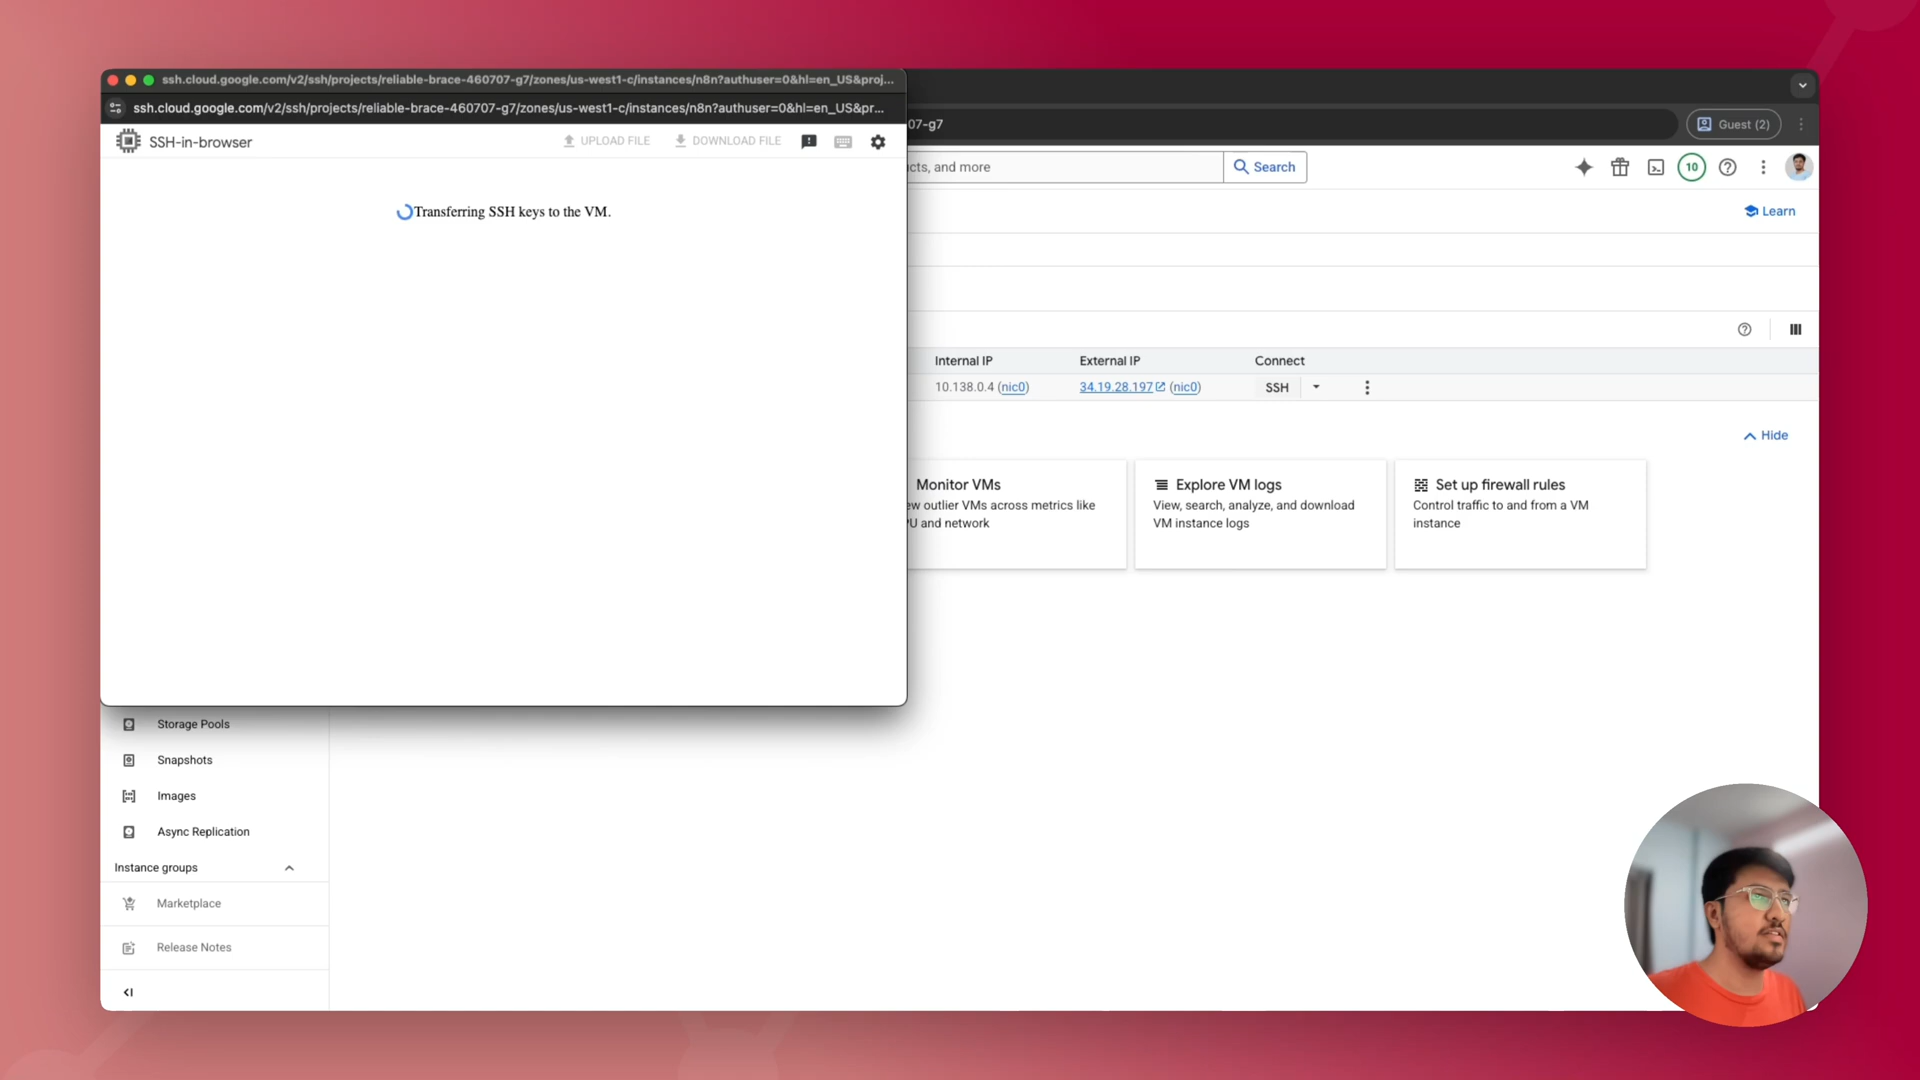 ssh.cloud.google.com/v2/ssh/projects/reliable-brace-460707-g7/zones/us-west1-c/instances/n8n?authuser=0&hl=en_US&proj...
ssh.cloud.google.com/v2/ssh/projects/reliable-brace-460707-g7/zones/us-west1-c/instances/n8n?authuser=0&hl=en_US&pr...
07-g7
Guest (2)
SSH-in-browser
UPLOAD FILE
DOWNLOAD FILE
cts, and more
Search
10
Learn
Transferring SSH keys to the VM.
Internal IP
External IP
Connect
10.138.0.4 (nic0)
34.19.28.197 (nic0)
SSH
Hide
Monitor VMs
ew outlier VMs across metrics like
U and network
Explore VM logs
View, search, analyze, and download
VM instance logs
Set up firewall rules
Control traffic to and from a VM
instance
Storage Pools
Snapshots
Images
Async Replication
Instance groups
Marketplace
Release Notes